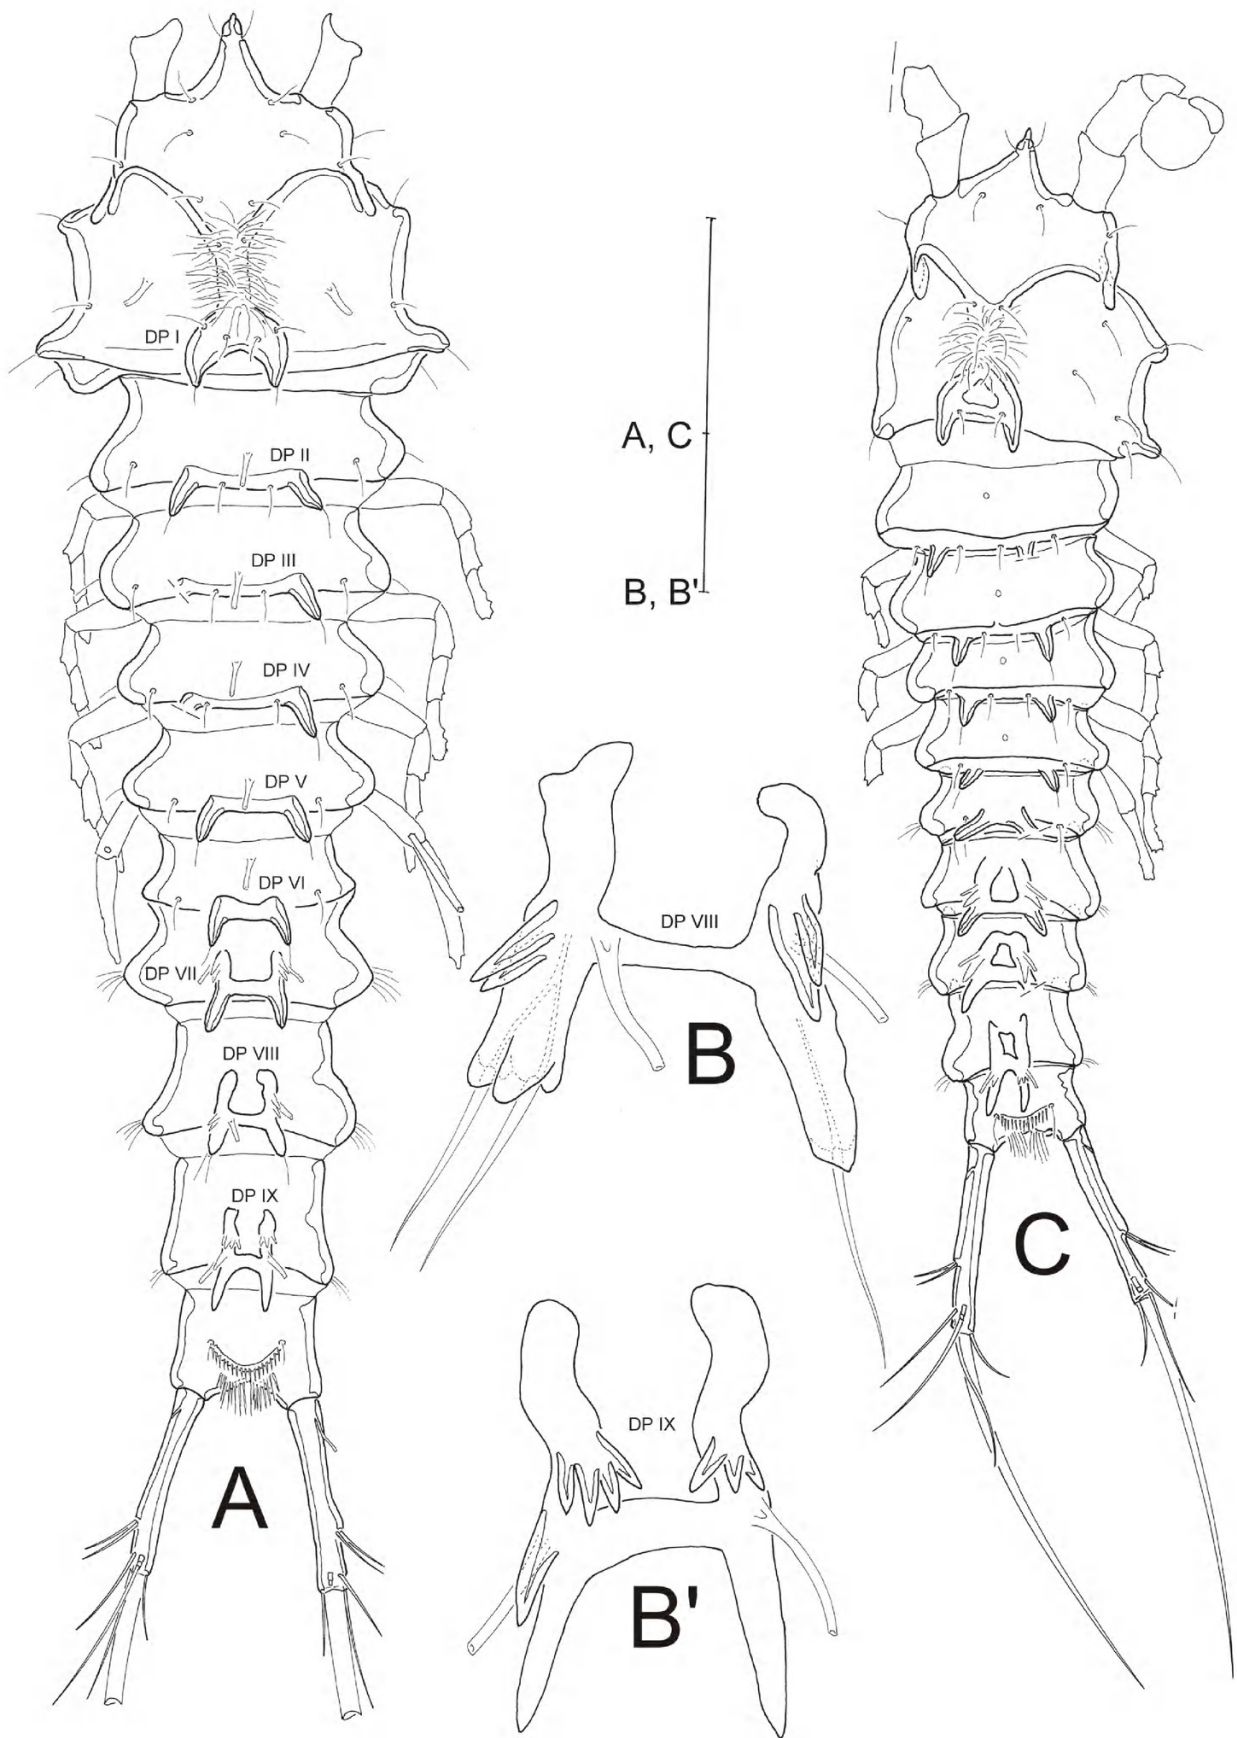 DP I
DP II
DP III
DP IV
DP V
DP VI
DP VII
DP VIII
DP IX
A
A, C
B, B'
DP VIII
B
DP IX
B'
C